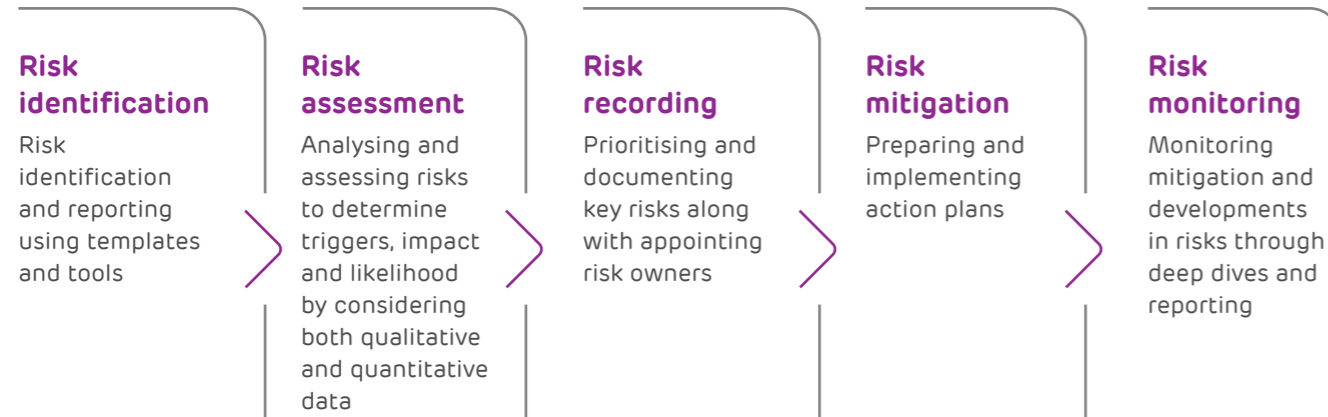 Risk
identification
Risk
identification
and reporting
using templates
and tools
Risk
assessment
Analysing and
assessing risks
to determine
triggers, impact
and likelihood
by considering
both qualitative
and quantitative
data
Risk
recording
Prioritising and
documenting
key risks along
with appointing
risk owners
Risk
mitigation
Preparing and
implementing
action plans
Risk
monitoring
Monitoring
mitigation and
developments
in risks through
deep dives and
reporting